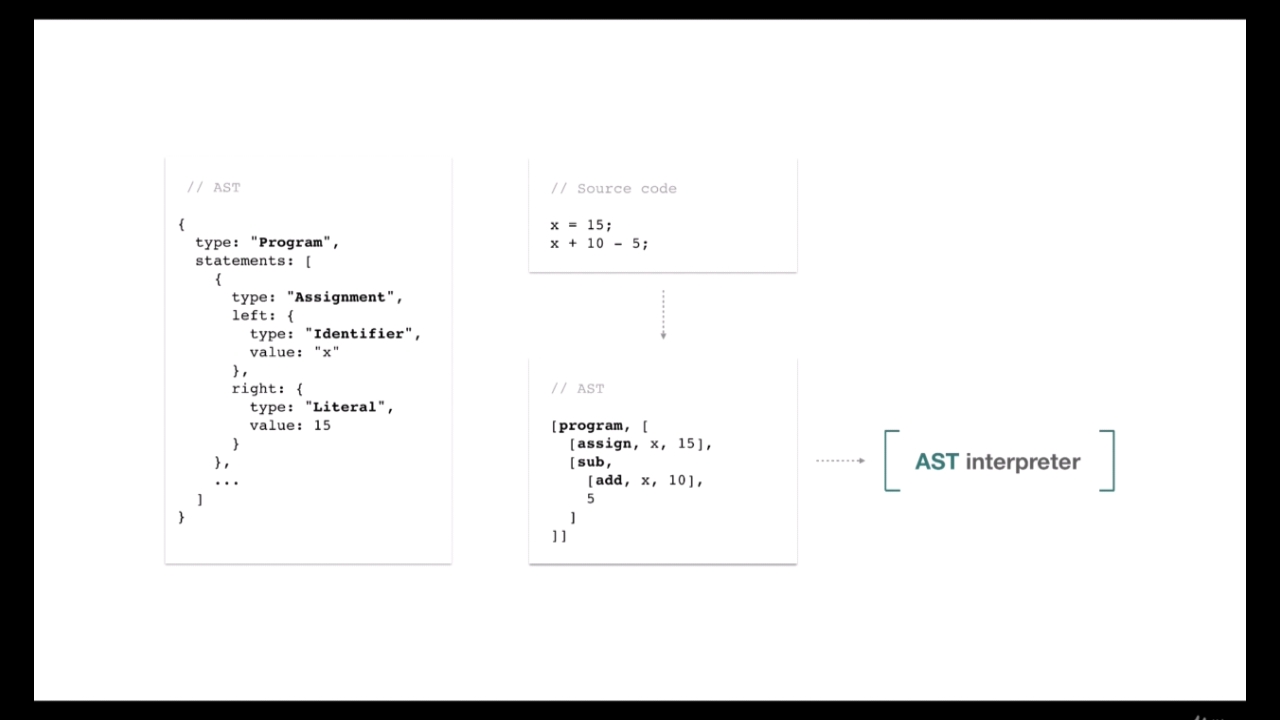 // AST
{
  type: "Program",
  statements: [
    {
      type: "Assignment",
      left: {
        type: "Identifier",
        value: "x"
      },
      right: {
        type: "Literal",
        value: 15
      }
    },
    ...
  ]
}
// Source code
x = 15;
x + 10 - 5;
// AST
[program, [
  [assign, x, 15],
  [sub,
    [add, x, 10],
    5
  ]
]]
AST interpreter